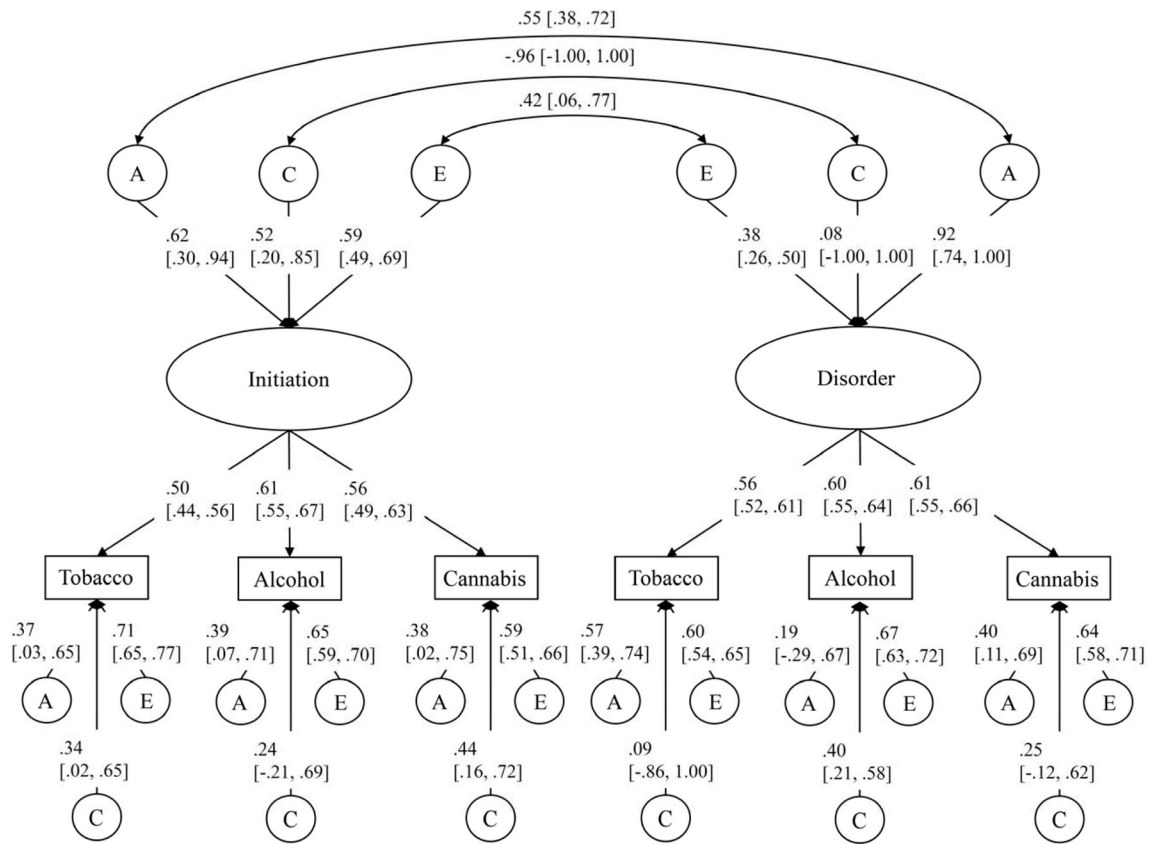 .55 [.38, .72]
-.96 [-1.00, 1.00]
.42 [.06, .77]
A C E E C A
.62 .52 .59 .38 .08 .92
[.30, .94] [.20, .85] [.49, .69] [.26, .50] [-1.00, 1.00] [.74, 1.00]
Initiation Disorder
.50 .61 .56 .56 .60 .61
[.44, .56] [.55, .67] [.49, .63] [.52, .61] [.55, .64] [.55, .66]
Tobacco Alcohol Cannabis Tobacco Alcohol Cannabis
.37 .71 .39 .65 .38 .59 .57 .60 .19 .67 .40 .64
[.03, .65] [.65, .77] [.07, .71] [.59, .70] [.02, .75] [.51, .66] [.39, .74] [.54, .65] [-.29, .67] [.63, .72] [.11, .69] [.58, .71]
A E A E A E A E A E A E
.34 .24 .44 .09 .40 .25
[.02, .65] [-.21, .69] [.16, .72] [-.86, 1.00] [.21, .58] [-.12, .62]
C C C C C C